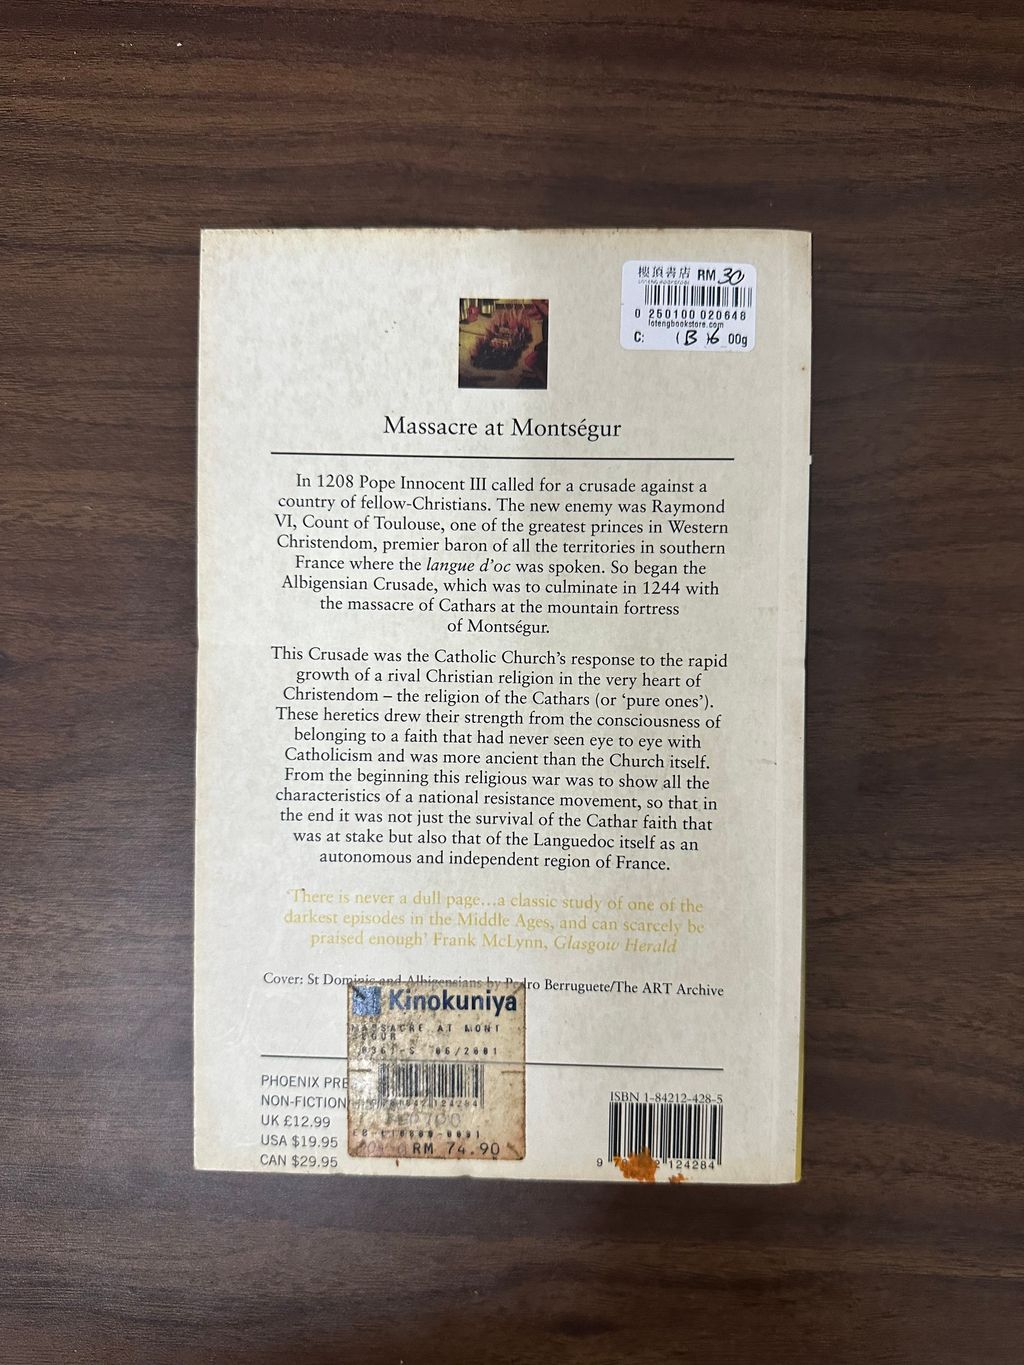 樓頂書店 RM 30
0 250100 020648
lotengbookstore.com
C: (B 00g
Massacre at Montségur
In 1208 Pope Innocent III called for a crusade against a
country of fellow-Christians. The new enemy was Raymond
VI, Count of Toulouse, one of the greatest princes in Western
Christendom, premier baron of all the territories in southern
France where the langue d'oc was spoken. So began the
Albigensian Crusade, which was to culminate in 1244 with
the massacre of Cathars at the mountain fortress
of Montségur.
This Crusade was the Catholic Church's response to the rapid
growth of a rival Christian religion in the very heart of
Christendom – the religion of the Cathars (or 'pure ones').
These heretics drew their strength from the consciousness of
belonging to a faith that had never seen eye to eye with
Catholicism and was more ancient than the Church itself.
From the beginning this religious war was to show all the
characteristics of a national resistance movement, so that in
the end it was not just the survival of the Cathar faith that
was at stake but also that of the Languedoc itself as an
autonomous and independent region of France.
'There is never a dull page...a classic study of one of the
darkest episodes in the Middle Ages, and can scarcely be
praised enough' Frank McLynn, Glasgow Herald
Cover: St Dominic and Albigensians by Pedro Berruguete/The ART Archive
Kinokuniya
MASSACRE AT MONT
SEGUR
06/2001
RM 74.90
PHOENIX PRE
NON-FICTION
UK £12.99
USA $19.95
CAN $29.95
ISBN 1-84212-428-5
9 124284